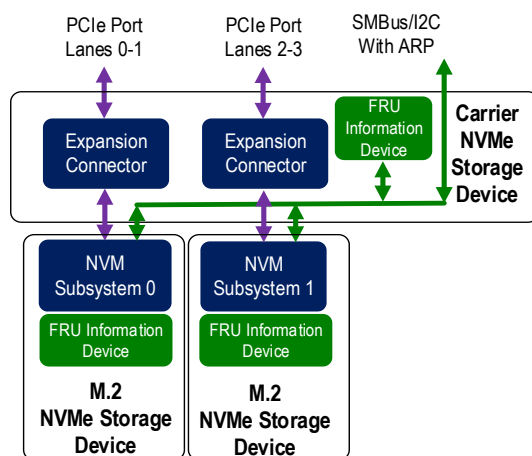 PCIe Port
Lanes 0-1
PCIe Port
Lanes 2-3
SMBus/I2C
With ARP
Expansion
Connector
Expansion
Connector
FRU
Information
Device
Carrier
NVMe
Storage
Device
NVM
Subsystem 0
FRU Information
Device
M.2
NVMe Storage
Device
NVM
Subsystem 1
FRU Information
Device
M.2
NVMe Storage
Device